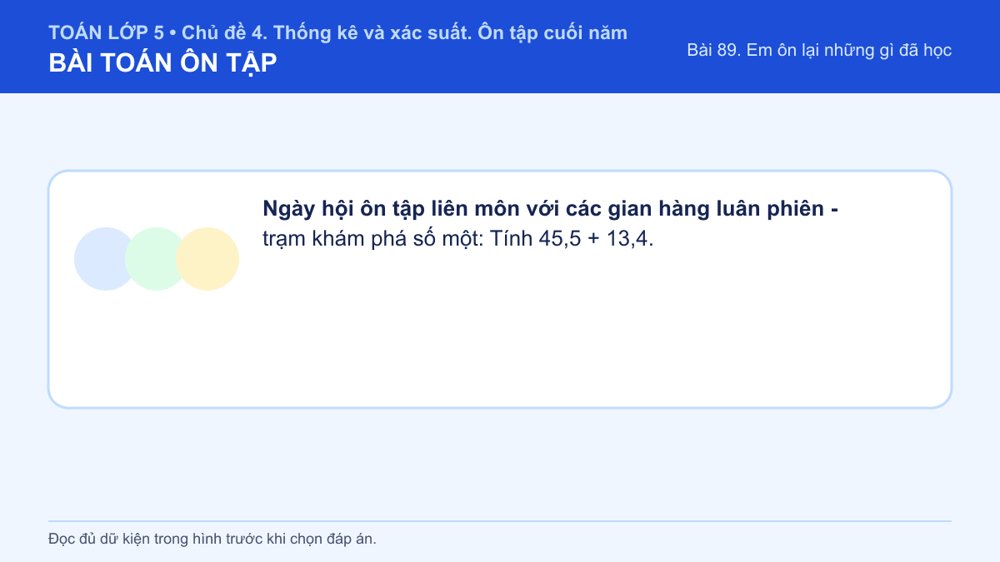 TOÁN LỚP 5 • Chủ đề 4. Thống kê và xác suất. Ôn tập cuối năm
BÀI TOÁN ÔN TẬP
Bài 89. Em ôn lại những gì đã học
Ngày hội ôn tập liên môn với các gian hàng luân phiên -
trạm khám phá số một: Tính 45,5 + 13,4.
Đọc đủ dữ kiện trong hình trước khi chọn đáp án.